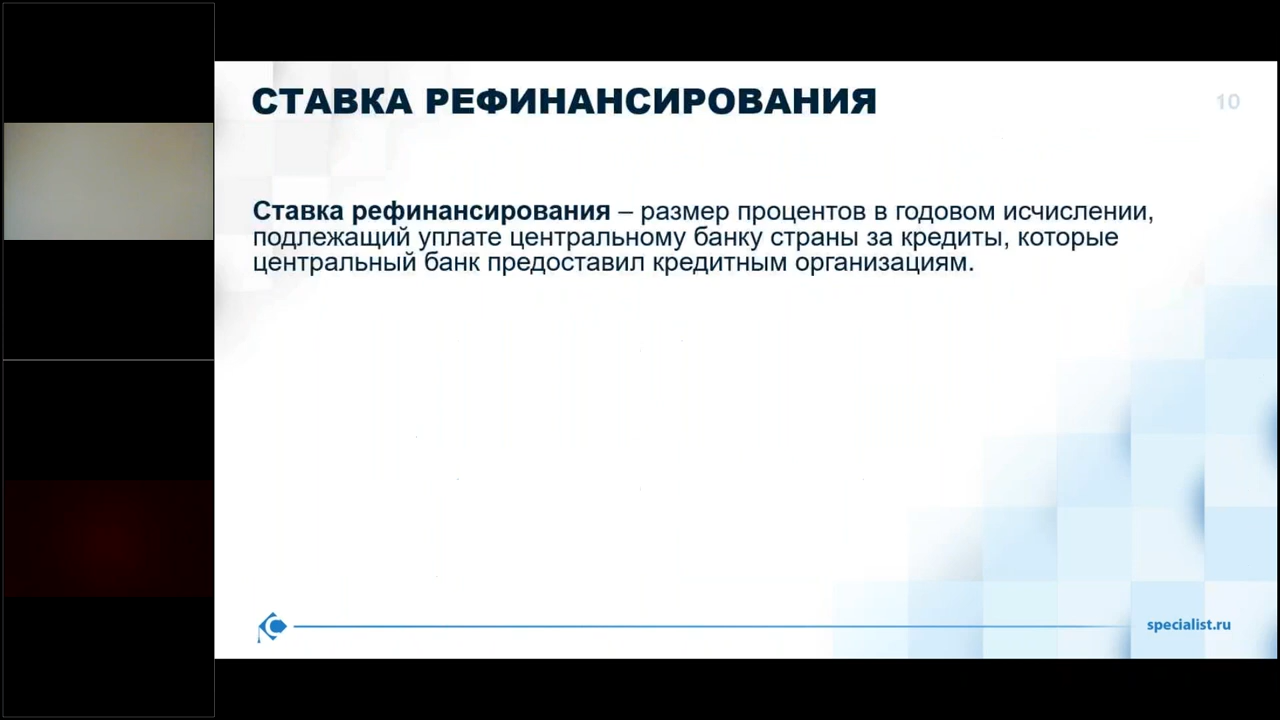 СТАВКА РЕФИНАНСИРОВАНИЯ
10
Ставка рефинансирования – размер процентов в годовом исчислении,
подлежащий уплате центральному банку страны за кредиты, которые
центральный банк предоставил кредитным организациям.
specialist.ru